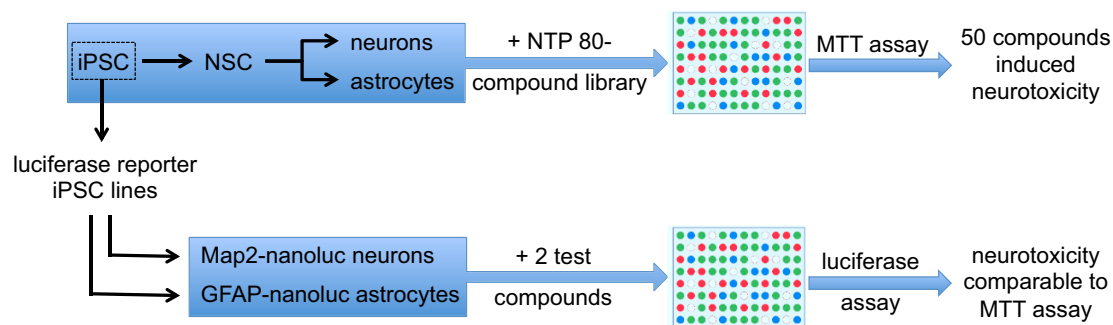 iPSC
NSC
neurons
astrocytes
+ NTP 80-
compound library
MTT assay
50 compounds
induced
neurotoxicity
luciferase reporter
iPSC lines
Map2-nanoluc neurons
GFAP-nanoluc astrocytes
+ 2 test
compounds
luciferase
assay
neurotoxicity
comparable to
MTT assay